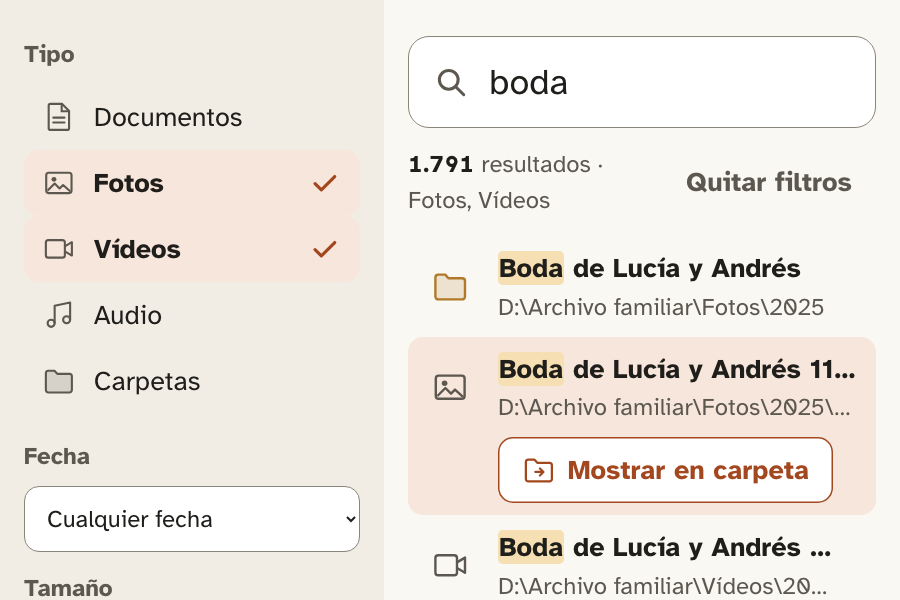 Tipo
Documentos
Fotos
Vídeos
Audio
Carpetas
Fecha
Cualquier fecha
Tamaño
boda
1.791 resultados ·
Fotos, Vídeos
Quitar filtros
Boda de Lucía y Andrés
D:\Archivo familiar\Fotos\2025
Boda de Lucía y Andrés 11...
D:\Archivo familiar\Fotos\2025\...
Mostrar en carpeta
Boda de Lucía y Andrés ...
D:\Archivo familiar\Vídeos\20...